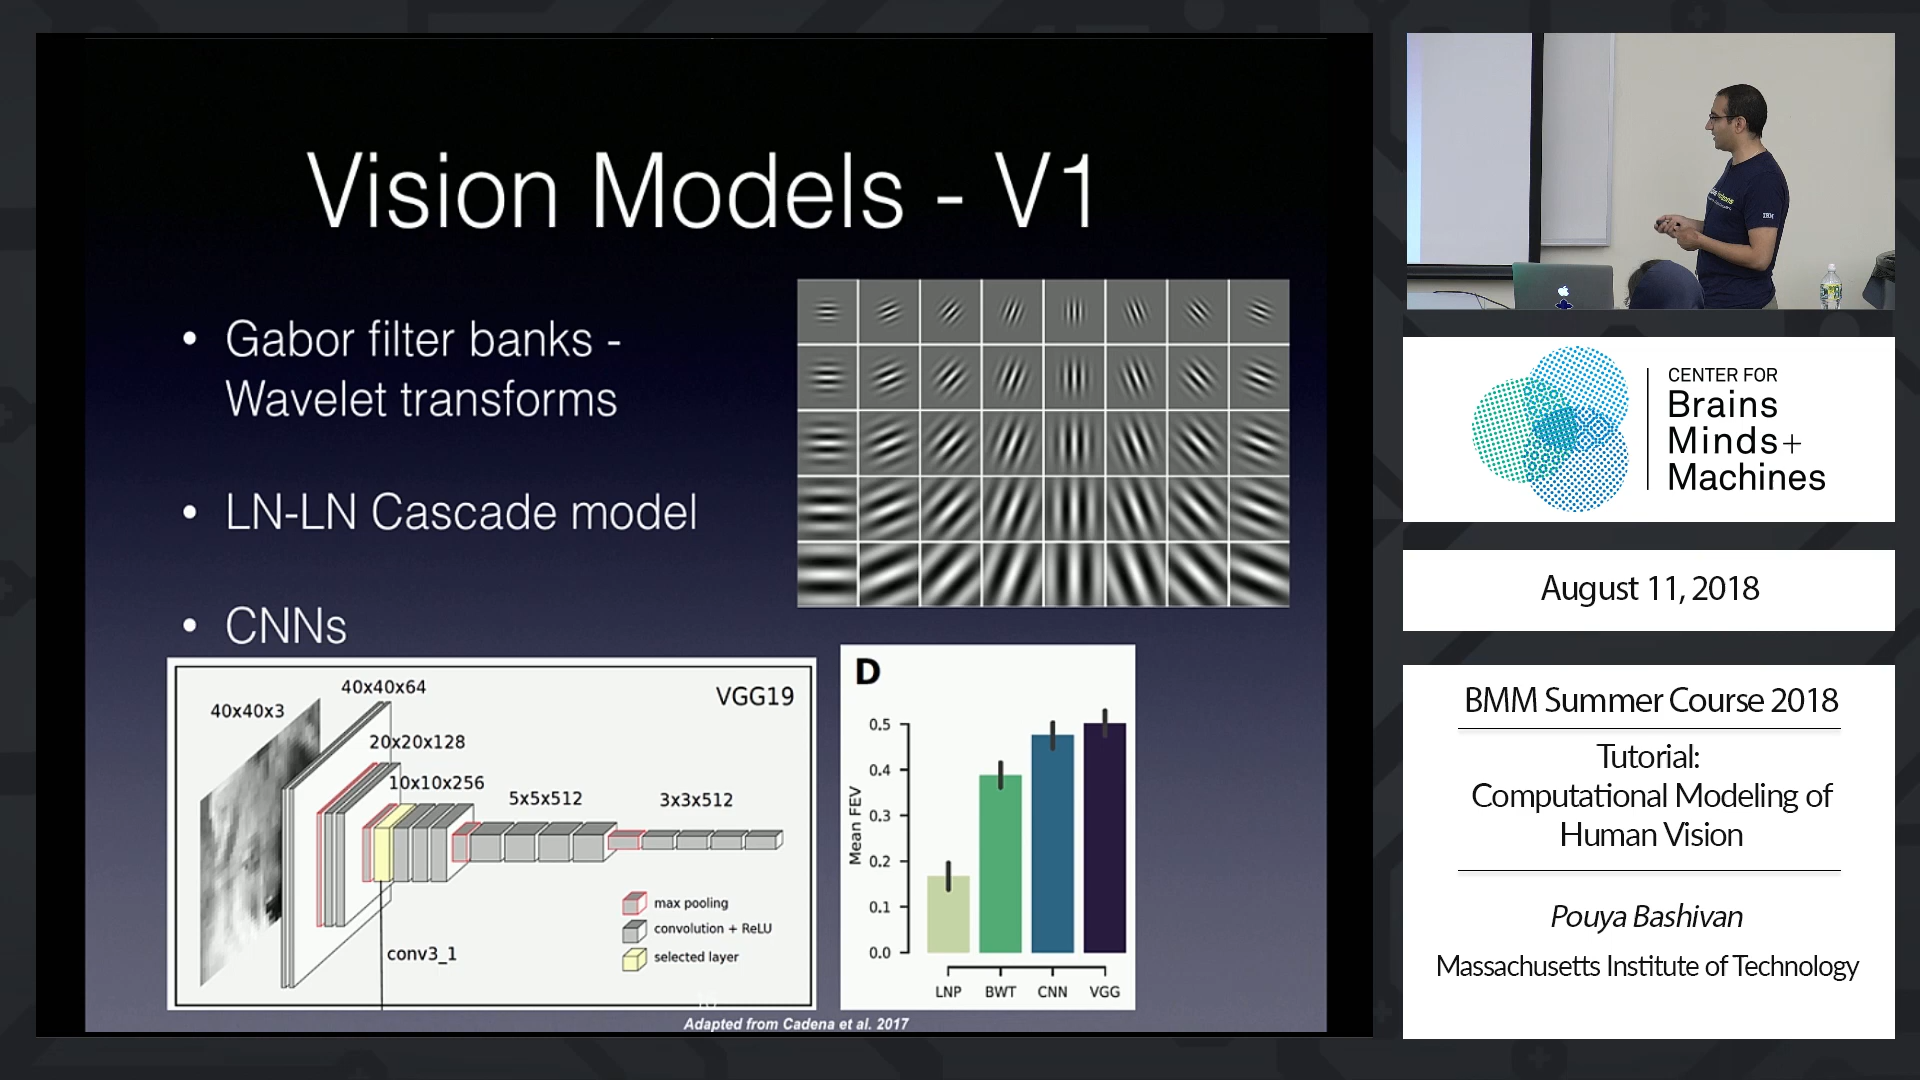 Vision Models - V1
• Gabor filter banks -
Wavelet transforms
• LN-LN Cascade model
• CNNs
VGG19
40x40x3
40x40x64
20x20x128
10x10x256
5x5x512
3x3x512
max pooling
convolution + ReLU
selected layer
conv3_1
D
Mean FEV
0.5
0.4
0.3
0.2
0.1
0.0
LNP BWT CNN VGG
Adapted from Cadena et al. 2017
IBM
CENTER FOR
Brains
Minds+
Machines
August 11, 2018
BMM Summer Course 2018
Tutorial:
Computational Modeling of
Human Vision
Pouya Bashivan
Massachusetts Institute of Technology